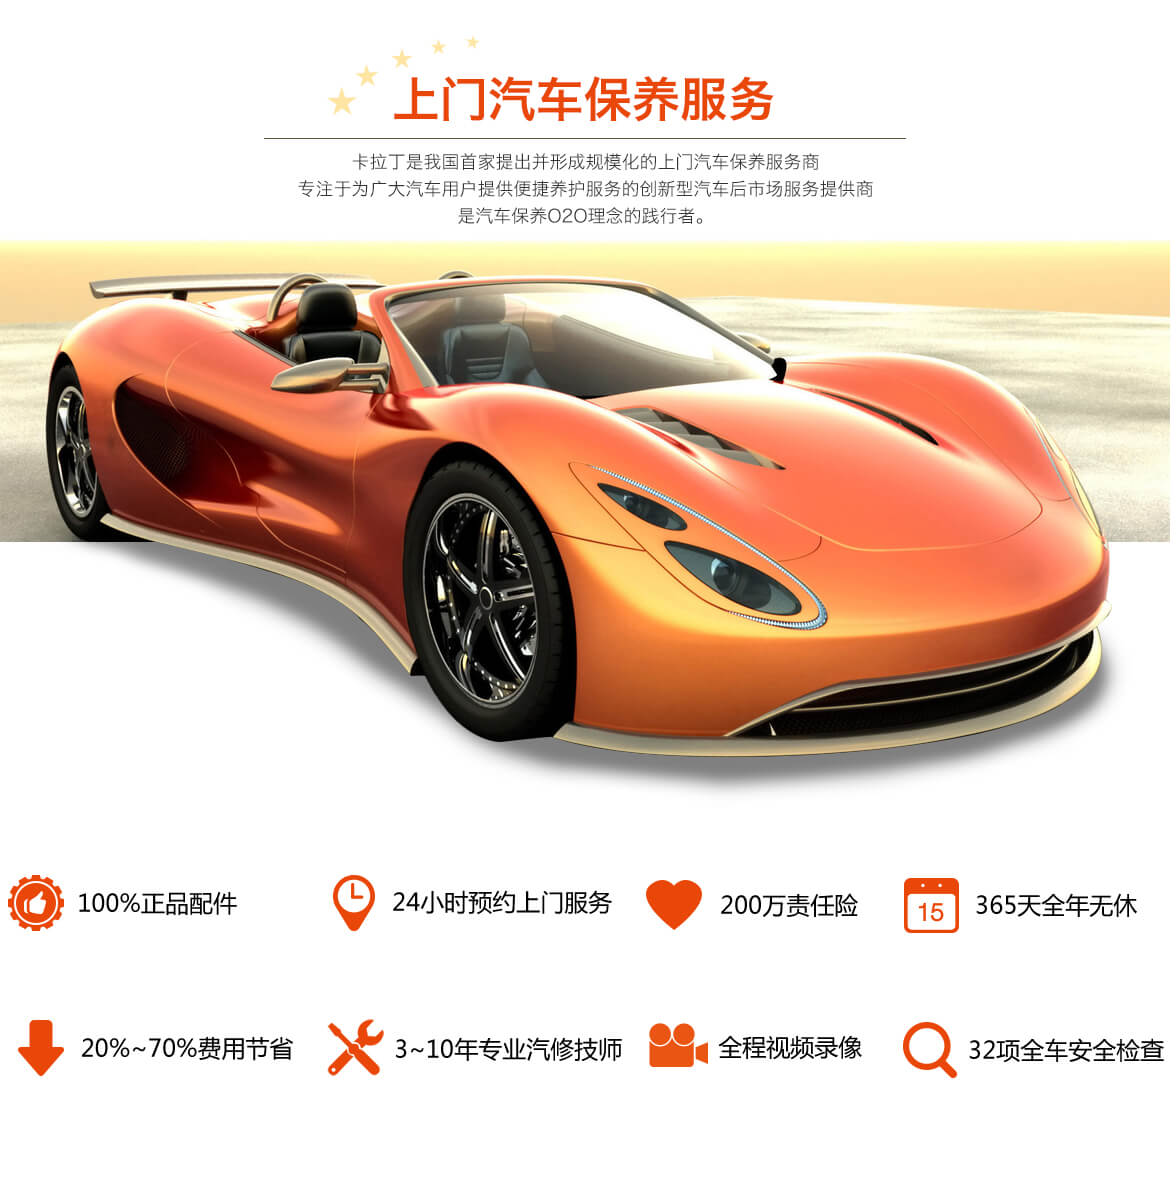 上门汽车保养服务
卡拉丁是我国首家提出并形成规模化的上门汽车保养服务商
专注于为广大汽车用户提供便捷养护服务的创新型汽车后市场服务提供商
是汽车保养O2O理念的践行者。
100%正品配件
24小时预约上门服务
200万责任险
15
365天全年无休
20%~70%费用节省
3~10年专业汽修技师
全程视频录像
32项全车安全检查